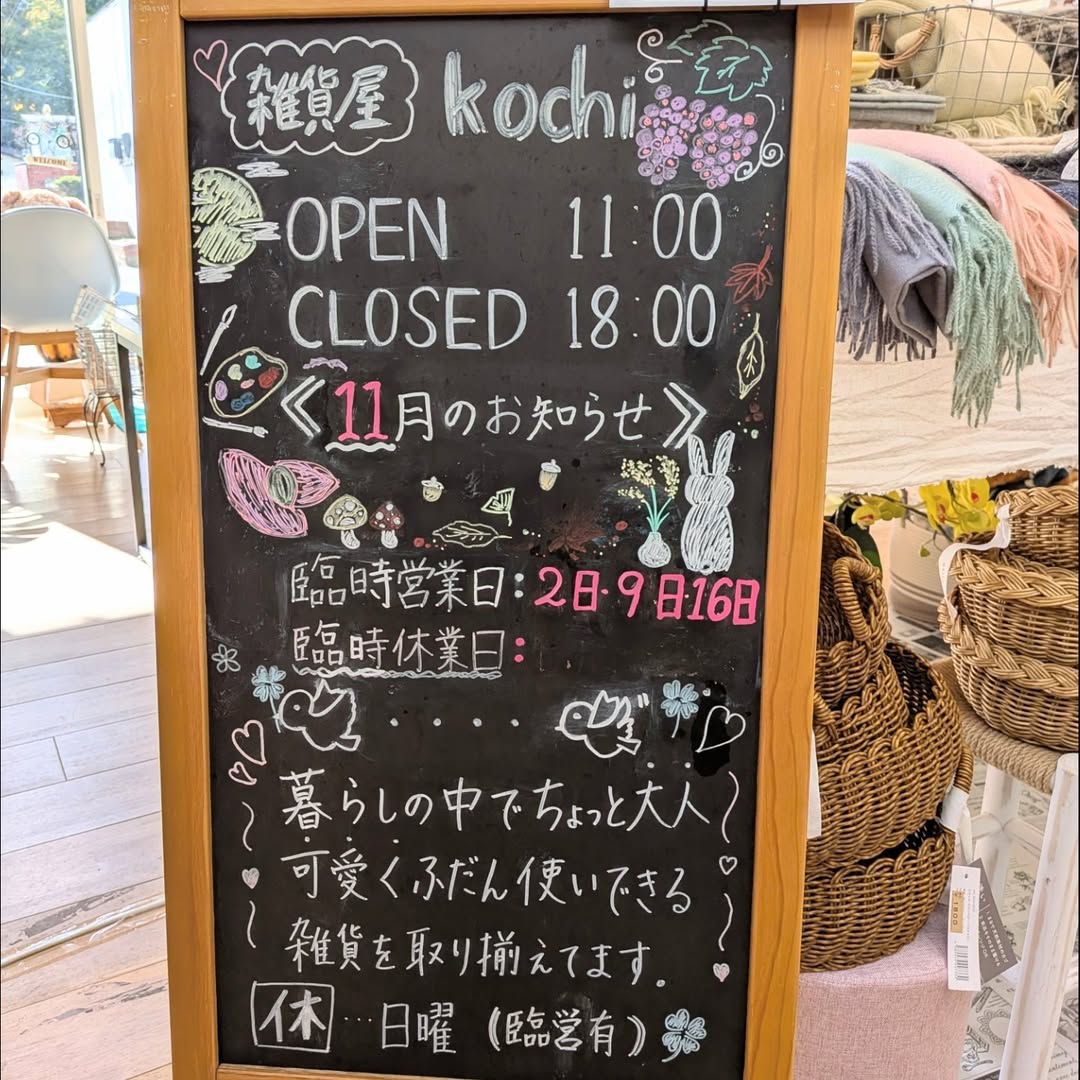 雑貨屋 kochi
OPEN 11:00
CLOSED 18:00
《11月のお知らせ》
臨時営業日:2日・9日・16日
臨時休業日:
・・・・
暮らしの中でちょっと大人
可愛くふだん使いできる
雑貨を取り揃えてます.
休…日曜(臨営有)
WELCOME